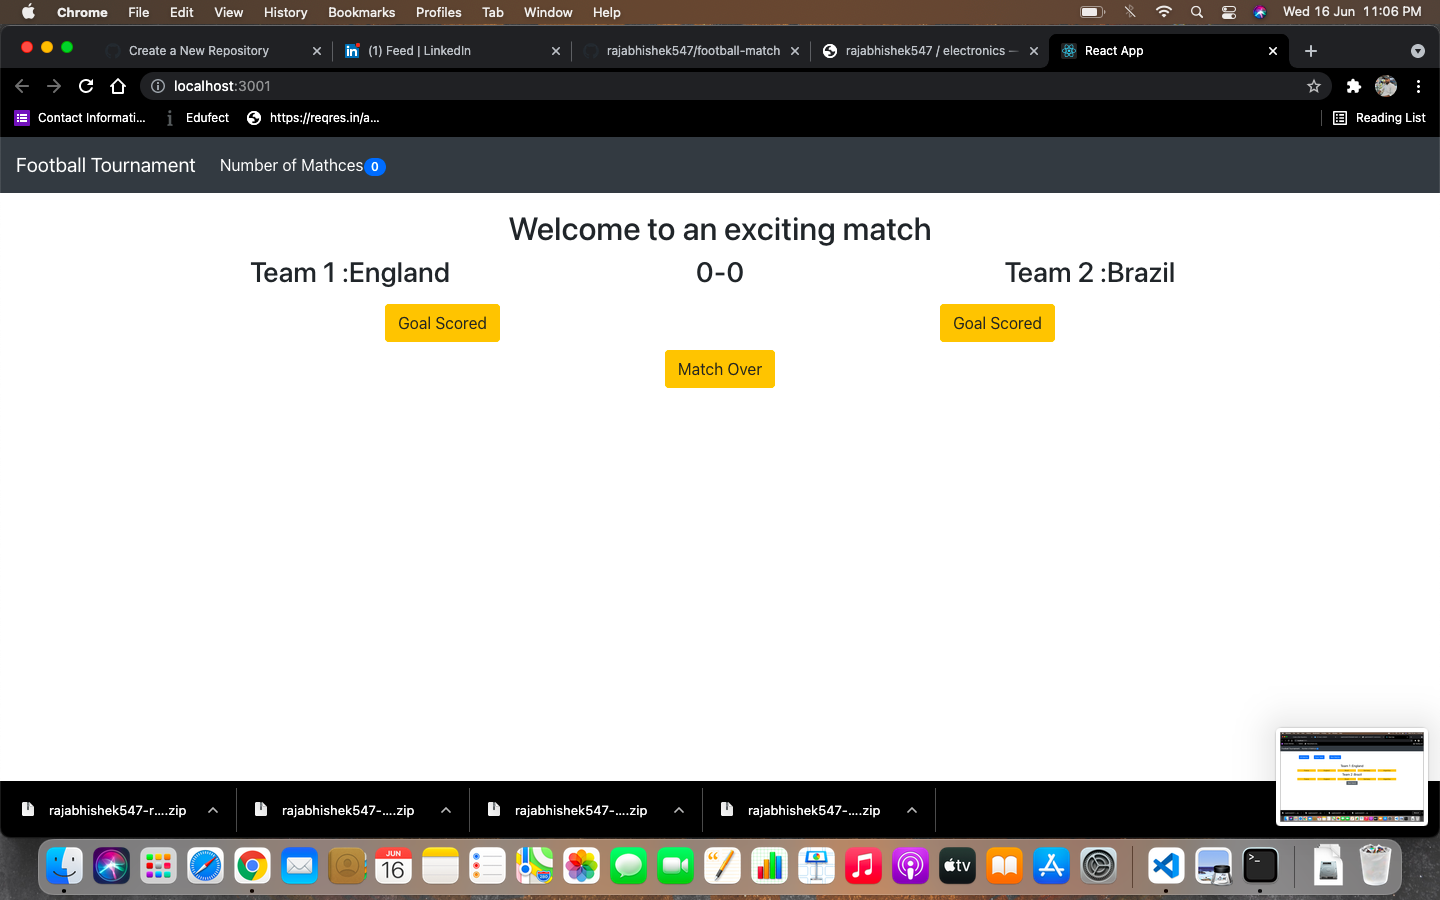 Chrome File Edit View History Bookmarks Profiles Tab Window Help Wed 16 Jun 11:06 PM
Create a New Repository (1) Feed | LinkedIn rajabhishek547/football-match rajabhishek547 / electronics — React App
localhost:3001
Contact Informati... Edufect https://reqres.in/a... Reading List
Football Tournament Number of Mathces 0
Welcome to an exciting match
Team 1 :England 0-0 Team 2 :Brazil
Goal Scored Goal Scored
Match Over
rajabhishek547-r....zip rajabhishek547-....zip rajabhishek547-....zip rajabhishek547-....zip
JUN
16
tv